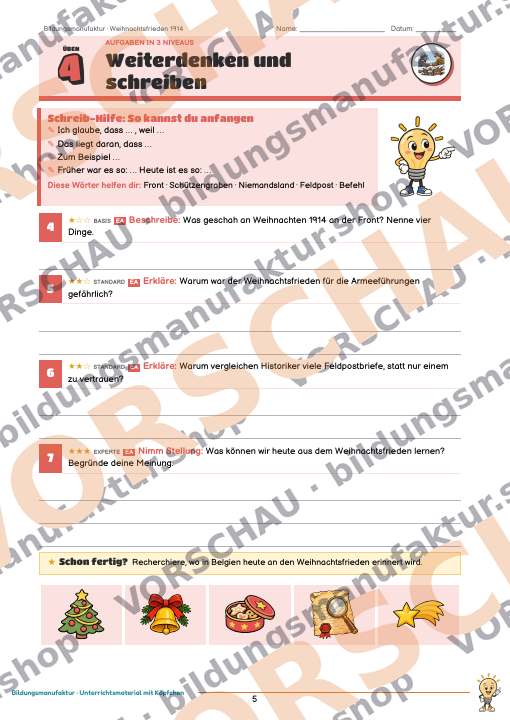 Bildungsmanufaktur · Weihnachtsfrieden 1914 Name: Datum:
ÜBEN
4
AUFGABEN IN 3 NIVEAUS
Weiterdenken und
schreiben
Schreib-Hilfe: So kannst du anfangen
Ich glaube, dass …, weil …
Das liegt daran, dass …
Zum Beispiel …
Früher war es so: … Heute ist es so: …
Diese Wörter helfen dir: Front · Schützengraben · Niemandsland · Feldpost · Befehl
4 ★☆☆ BASIS EA Beschreibe: Was geschah an Weihnachten 1914 an der Front? Nenne vier
Dinge.
5 ★★☆ STANDARD EA Erkläre: Warum war der Weihnachtsfrieden für die Armeeführungen
gefährlich?
6 ★★☆ STANDARD EA Erkläre: Warum vergleichen Historiker viele Feldpostbriefe, statt nur einem
zu vertrauen?
7 ★★★ EXPERTE EA Nimm Stellung: Was können wir heute aus dem Weihnachtsfrieden lernen?
Begründe deine Meinung.
★ Schon fertig? Recherchiere, wo in Belgien heute an den Weihnachtsfrieden erinnert wird.
Bildungsmanufaktur · Unterrichtsmaterial mit Köpfchen
5
VORSCHAU · bildungsmanufaktur.shop